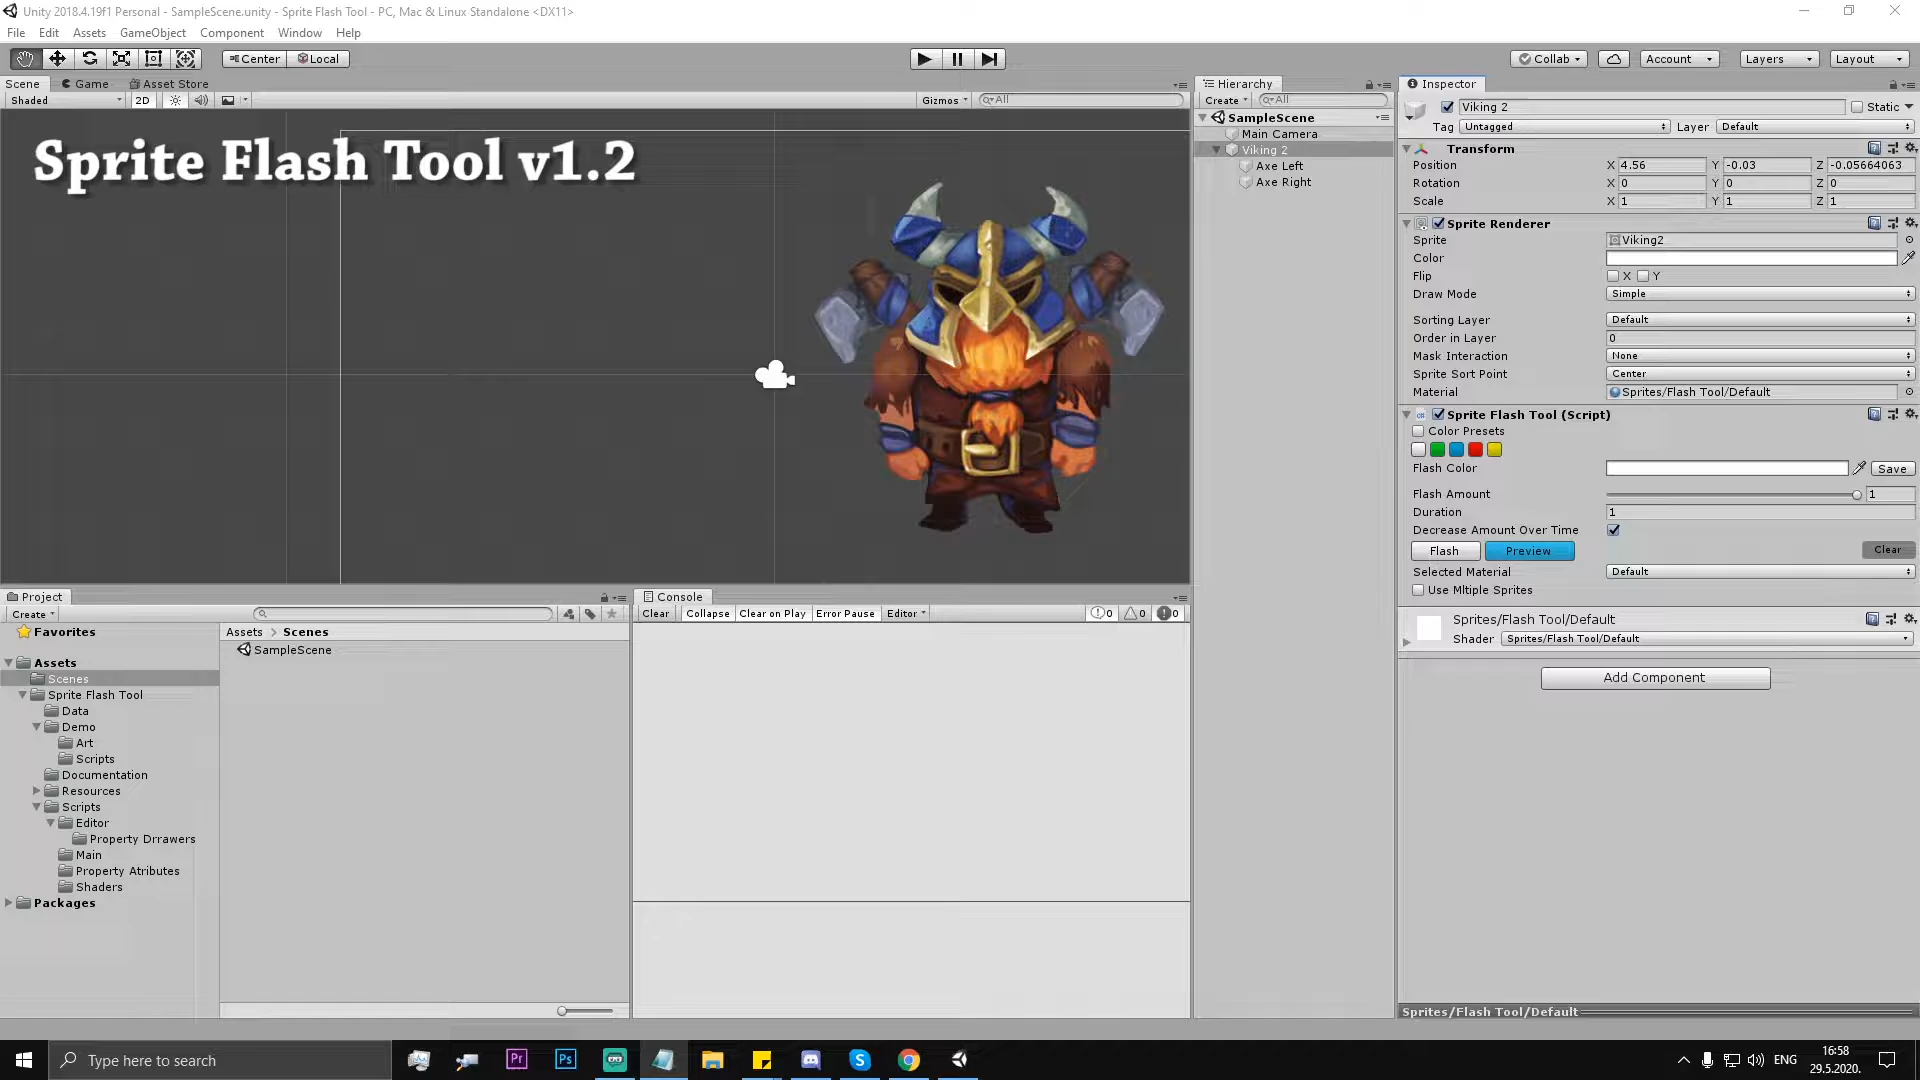 Unity 2018.4.19f1 Personal - SampleScene.unity - Sprite Flash Tool - PC, Mac & Linux Standalone <DX11>
File Edit Assets GameObject Component Window Help
Center Local
Collab Account Layers Layout
Scene Game Asset Store
Shaded 2D Gizmos All
Sprite Flash Tool v1.2
Hierarchy
Create All
SampleScene
Main Camera
Viking 2
Axe Left
Axe Right
Inspector
Viking 2 Static
Tag Untagged Layer Default
Transform
Position X 4.56 Y -0.03 Z -0.05664063
Rotation X 0 Y 0 Z 0
Scale X 1 Y 1 Z 1
Sprite Renderer
Sprite Viking2
Color
Flip X Y
Draw Mode Simple
Sorting Layer Default
Order in Layer 0
Mask Interaction None
Sprite Sort Point Center
Material Sprites/Flash Tool/Default
Sprite Flash Tool (Script)
Color Presets
Flash Color Save
Flash Amount 1
Duration 1
Decrease Amount Over Time
Flash Preview Clear
Selected Material Default
Use Mltiple Sprites
Sprites/Flash Tool/Default
Shader Sprites/Flash Tool/Default
Add Component
Sprites/Flash Tool/Default
Project
Create
Favorites
Assets
Scenes
Sprite Flash Tool
Data
Demo
Art
Scripts
Documentation
Resources
Scripts
Editor
Property Drrawers
Main
Property Atributes
Shaders
Packages
Assets > Scenes
SampleScene
Console
Clear Collapse Clear on Play Error Pause Editor 0 0 0
Type here to search
Pr Ps
ENG
16:58
29.5.2020.